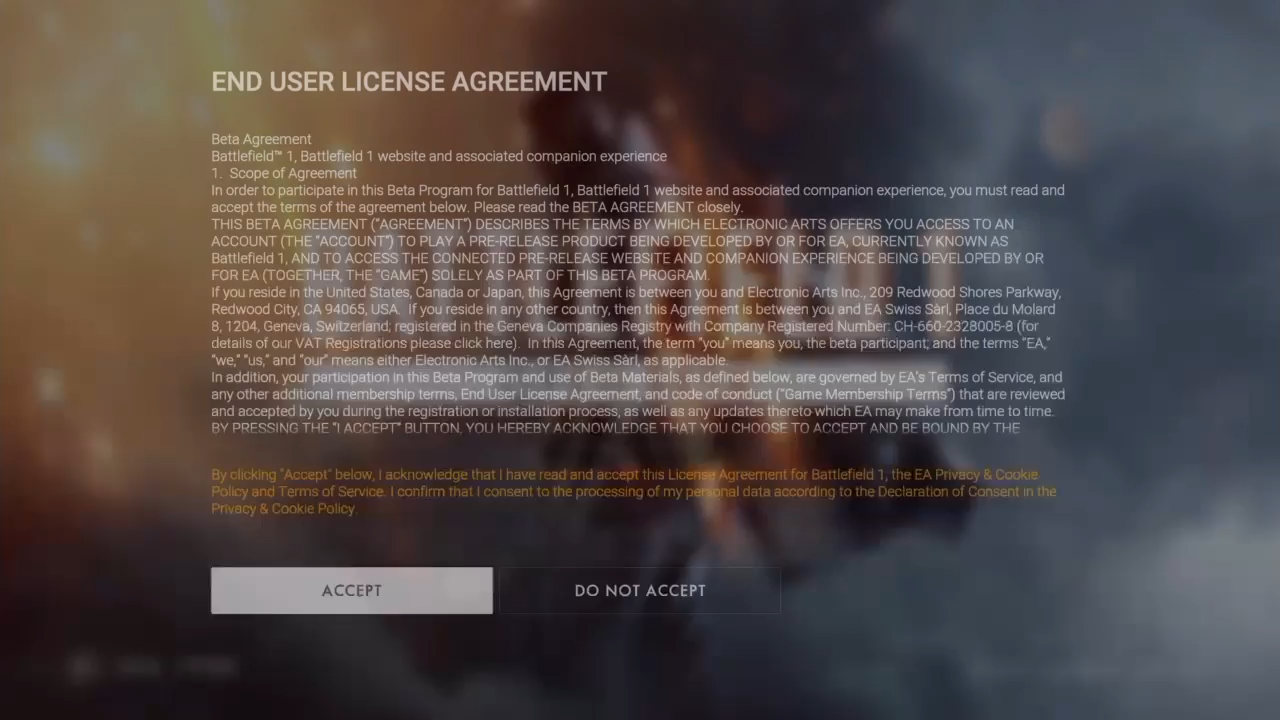 END USER LICENSE AGREEMENT
Beta Agreement
Battlefield™ 1, Battlefield 1 website and associated companion experience
1.  Scope of Agreement
In order to participate in this Beta Program for Battlefield 1, Battlefield 1 website and associated companion experience, you must read and
accept the terms of the agreement below. Please read the BETA AGREEMENT closely.
THIS BETA AGREEMENT ("AGREEMENT") DESCRIBES THE TERMS BY WHICH ELECTRONIC ARTS OFFERS YOU ACCESS TO AN
ACCOUNT (THE "ACCOUNT") TO PLAY A PRE-RELEASE PRODUCT BEING DEVELOPED BY OR FOR EA, CURRENTLY KNOWN AS
Battlefield 1, AND TO ACCESS THE CONNECTED PRE-RELEASE WEBSITE AND COMPANION EXPERIENCE BEING DEVELOPED BY OR
FOR EA (TOGETHER, THE "GAME") SOLELY AS PART OF THIS BETA PROGRAM.
If you reside in the United States, Canada or Japan, this Agreement is between you and Electronic Arts Inc., 209 Redwood Shores Parkway,
Redwood City, CA 94065, USA.  If you reside in any other country, then this Agreement is between you and EA Swiss Sàrl, Place du Molard
8, 1204, Geneva, Switzerland; registered in the Geneva Companies Registry with Company Registered Number: CH-660-2328005-8 (for
details of our VAT Registrations please click here).  In this Agreement, the term "you" means you, the beta participant; and the terms "EA,"
"we," "us," and "our" means either Electronic Arts Inc., or EA Swiss Sàrl, as applicable.
In addition, your participation in this Beta Program and use of Beta Materials, as defined below, are governed by EA's Terms of Service, and
any other additional membership terms, End User License Agreement, and code of conduct ("Game Membership Terms") that are reviewed
and accepted by you during the registration or installation process, as well as any updates thereto which EA may make from time to time.
BY PRESSING THE "I ACCEPT" BUTTON, YOU HEREBY ACKNOWLEDGE THAT YOU CHOOSE TO ACCEPT AND BE BOUND BY THE
By clicking "Accept" below, I acknowledge that I have read and accept this License Agreement for Battlefield 1, the EA Privacy & Cookie
Policy and Terms of Service. I confirm that I consent to the processing of my personal data according to the Declaration of Consent in the
Privacy & Cookie Policy.
ACCEPT
DO NOT ACCEPT